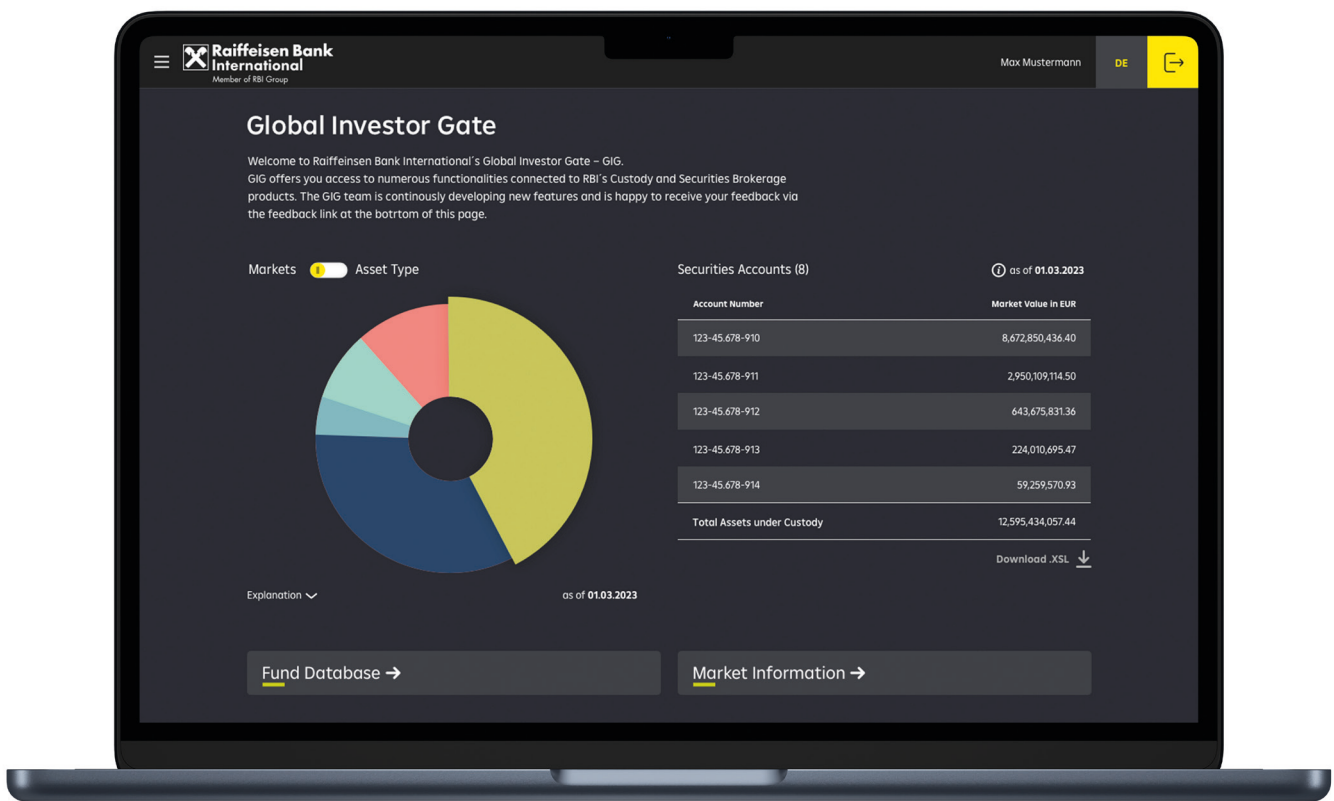 Raiffeisen Bank
International
Member of RBI Group
Max Mustermann
DE
Global Investor Gate
Welcome to Raiffeinsen Bank International´s Global Investor Gate – GIG.
GIG offers you access to numerous functionalities connected to RBI´s Custody and Securities Brokerage
products. The GIG team is continously developing new features and is happy to receive your feedback via
the feedback link at the botrtom of this page.
Markets Asset Type
Securities Accounts (8) as of 01.03.2023
Account Number Market Value in EUR
123-45.678-910 8,672,850,436.40
123-45.678-911 2,950,109,114.50
123-45.678-912 643,675,831.36
123-45.678-913 224,010,695.47
123-45.678-914 59,259,570.93
Total Assets under Custody 12,595,434,057.44
Download .XSL
Explanation as of 01.03.2023
Fund Database →
Market Information →